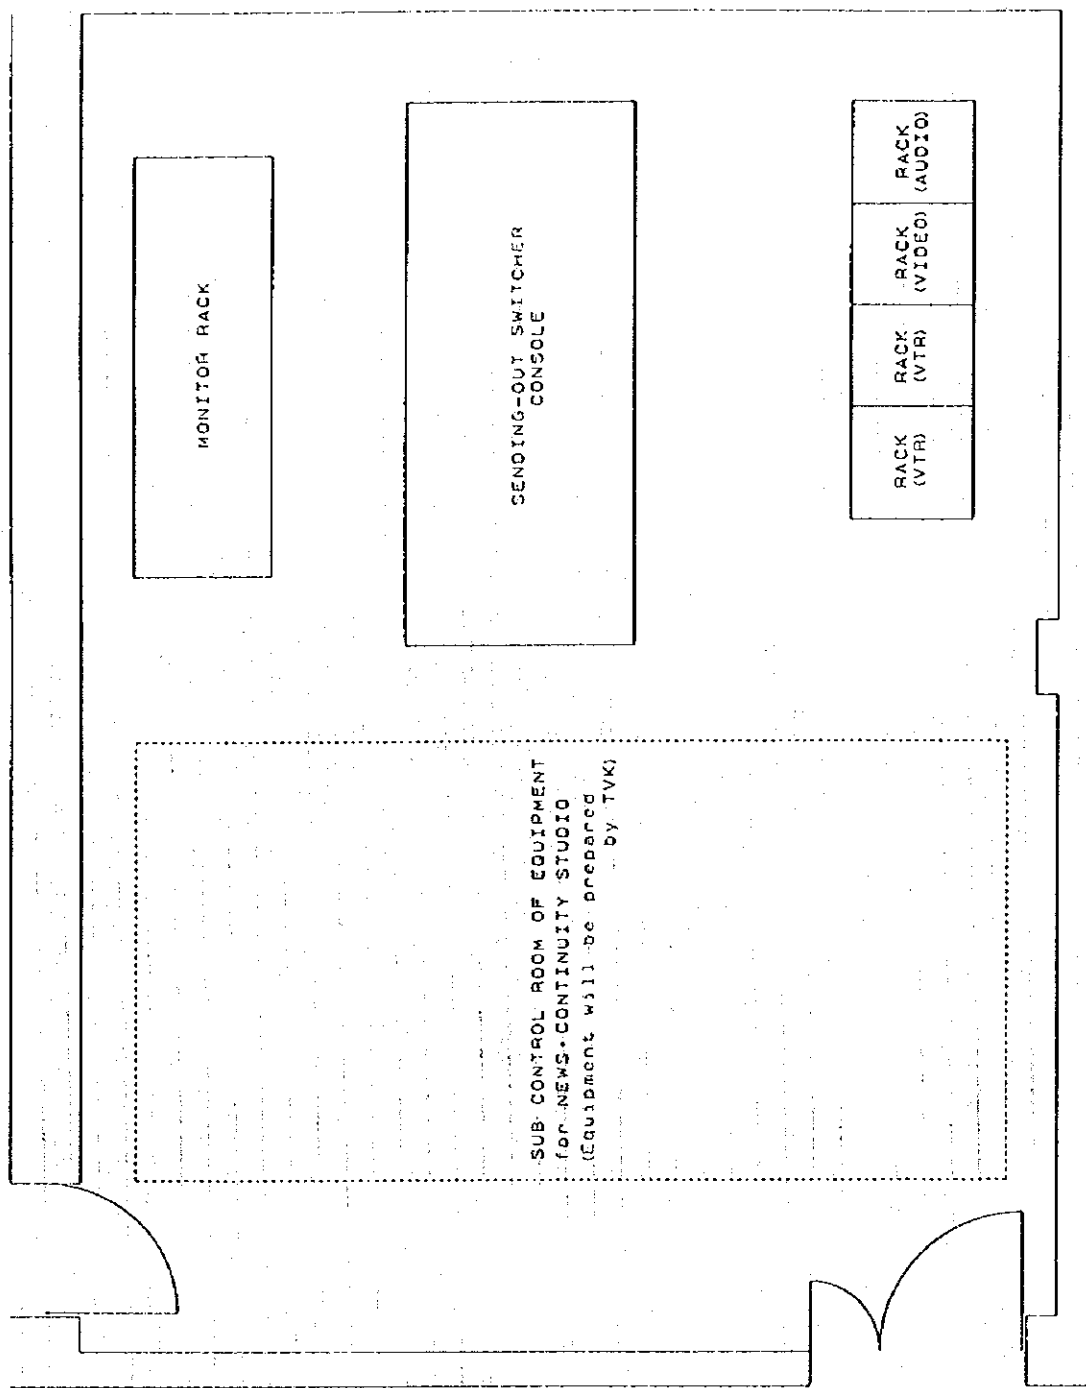 MONITOR RACK
SENDING-OUT SWITCHER
CONSOLE
RACK
(VTR)
RACK
(VTR)
RACK
(VIDEO)
RACK
(AUDIO)
SUB CONTROL ROOM OF EQUIPMENT
for NEWS・CONTINUITY STUDIO
(Equipment will be prepared
by TVK)